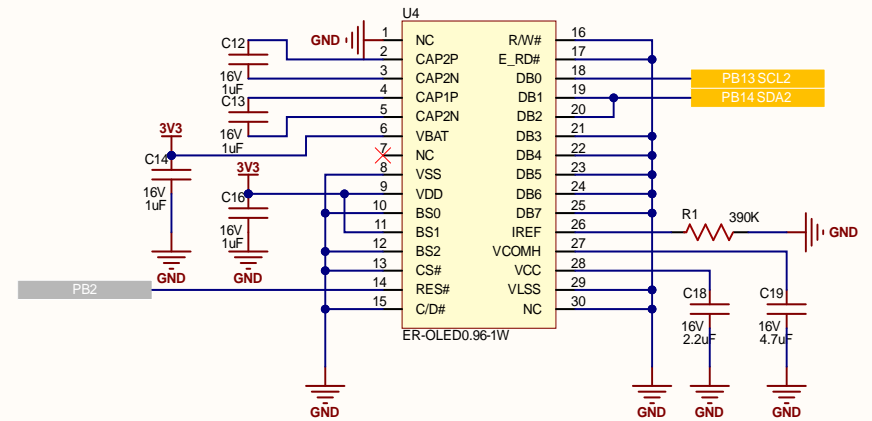 U4
1 NC R/W# 16
2 CAP2P E_RD# 17
3 CAP2N DB0 18
4 CAP1P DB1 19
5 CAP2N DB2 20
6 VBAT DB3 21
7 NC DB4 22
8 VSS DB5 23
9 VDD DB6 24
10 BS0 DB7 25
11 BS1 IREF 26
12 BS2 VCOMH 27
13 CS# VCC 28
14 RES# VLSS 29
15 C/D# NC 30
ER-OLED0.96-1W
GND
C12
16V
1uF
C13
16V
1uF
3V3
C14
16V
1uF
GND
3V3
C16
16V
1uF
GND
PB2
GND
PB13 SCL2
PB14 SDA2
R1 390K
GND
C18
16V
2.2uF
C19
16V
4.7uF
GND
GND
GND